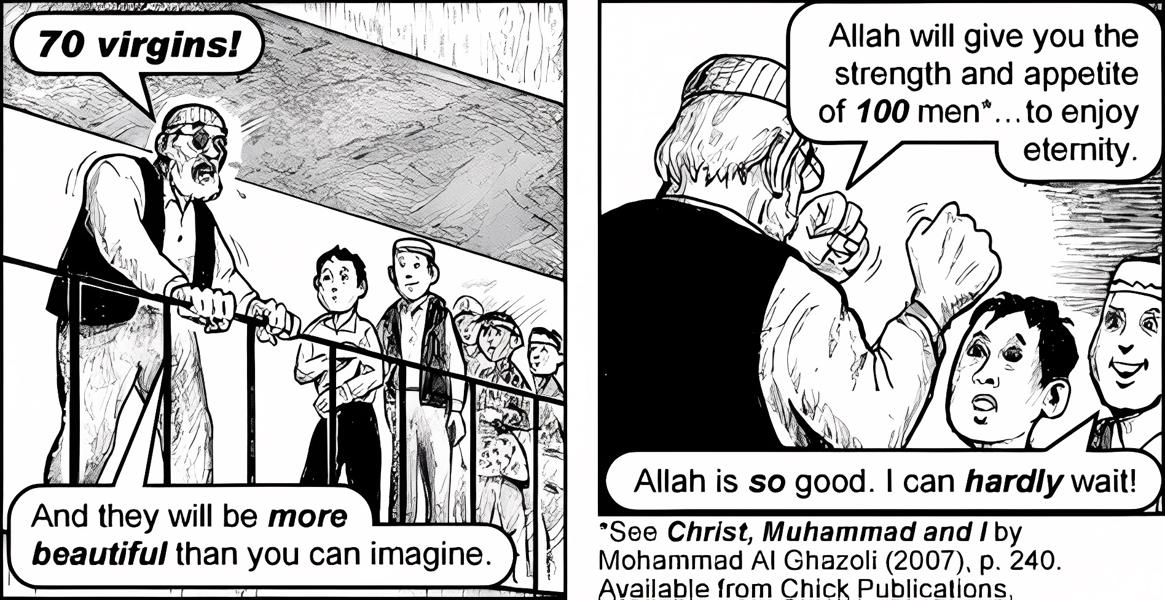 70 virgins!
And they will be more
beautiful than you can imagine.
Allah will give you the
strength and appetite
of 100 men*...to enjoy
eternity.
Allah is so good. I can hardly wait!
*See Christ, Muhammad and I by
Mohammad Al Ghazoli (2007), p. 240.
Available from Chick Publications,